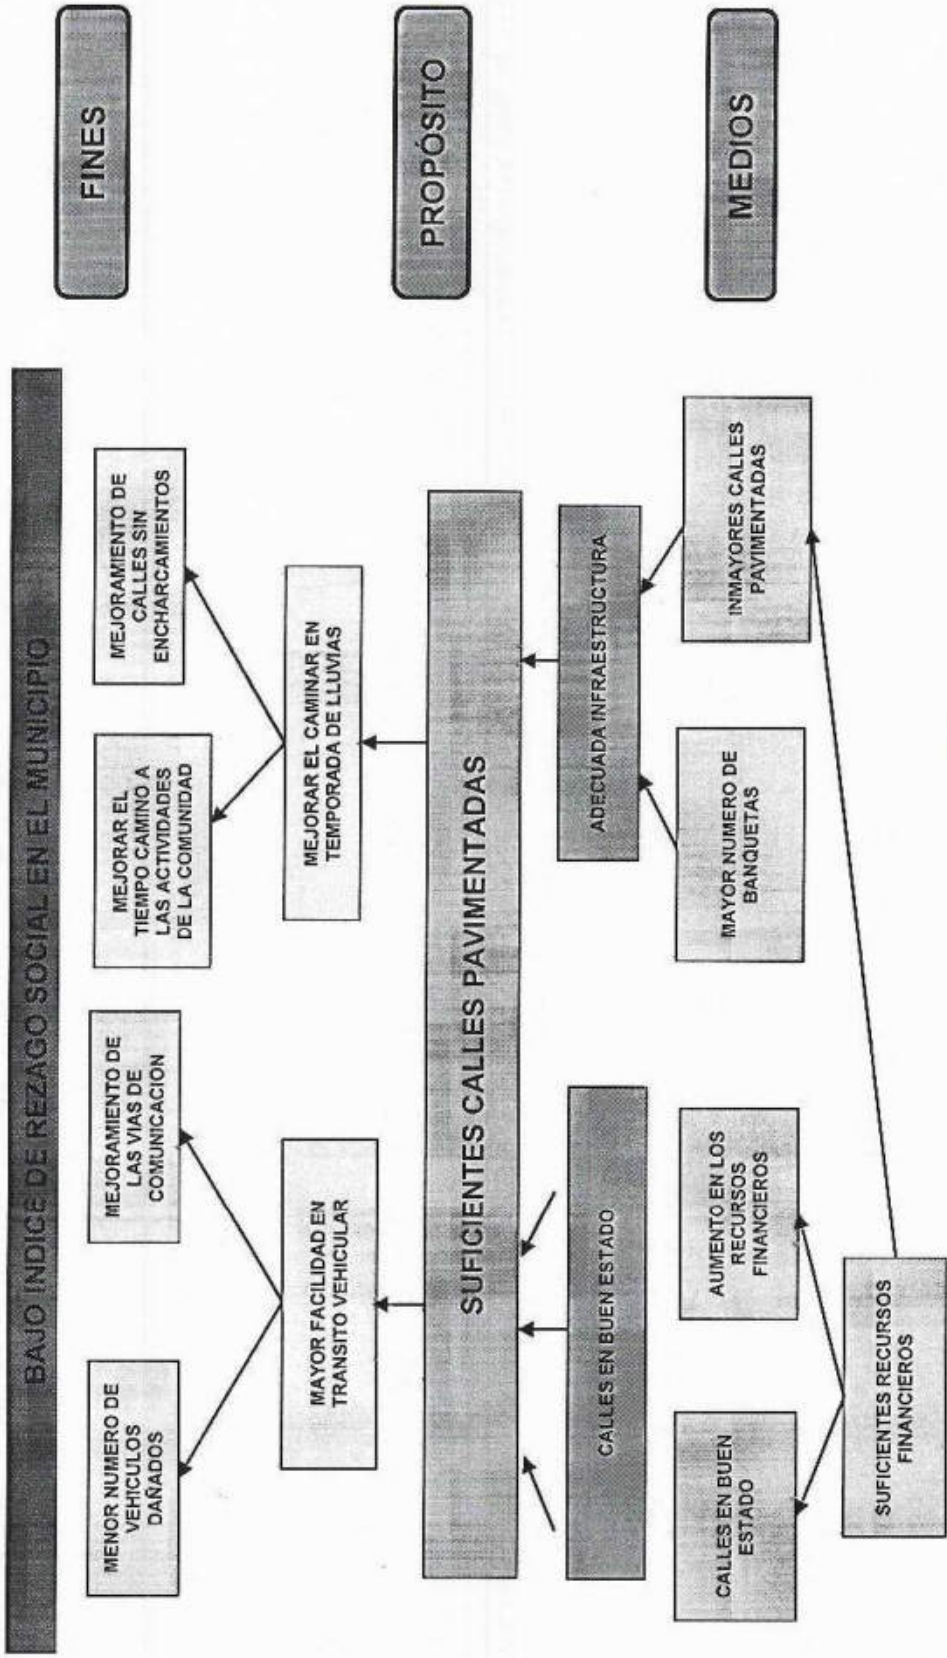 BAJO INDICE DE REZAGO SOCIAL EN EL MUNICIPIO
FINES
MENOR NUMERO DE
VEHICULOS
DAÑADOS
MEJORAMIENTO DE
LAS VIAS DE
COMUNICACION
MEJORAR EL
TIEMPO CAMINO A
LAS ACTIVIDADES
DE LA COMUNIDAD
MEJORAMIENTO DE
CALLES SIN
ENCHARCAMIENTOS
MAYOR FACILIDAD EN
TRANSITO VEHICULAR
MEJORAR EL CAMINAR EN
TEMPORADA DE LLUVIAS
SUFICIENTES CALLES PAVIMENTADAS
PROPÓSITO
CALLES EN BUEN ESTADO
ADECUADA INFRAESTRUCTURA
CALLES EN BUEN
ESTADO
AUMENTO EN LOS
RECURSOS
FINANCIEROS
MAYOR NUMERO DE
BANQUETAS
INMAYORES CALLES
PAVIMENTADAS
MEDIOS
SUFICIENTES RECURSOS
FINANCIEROS